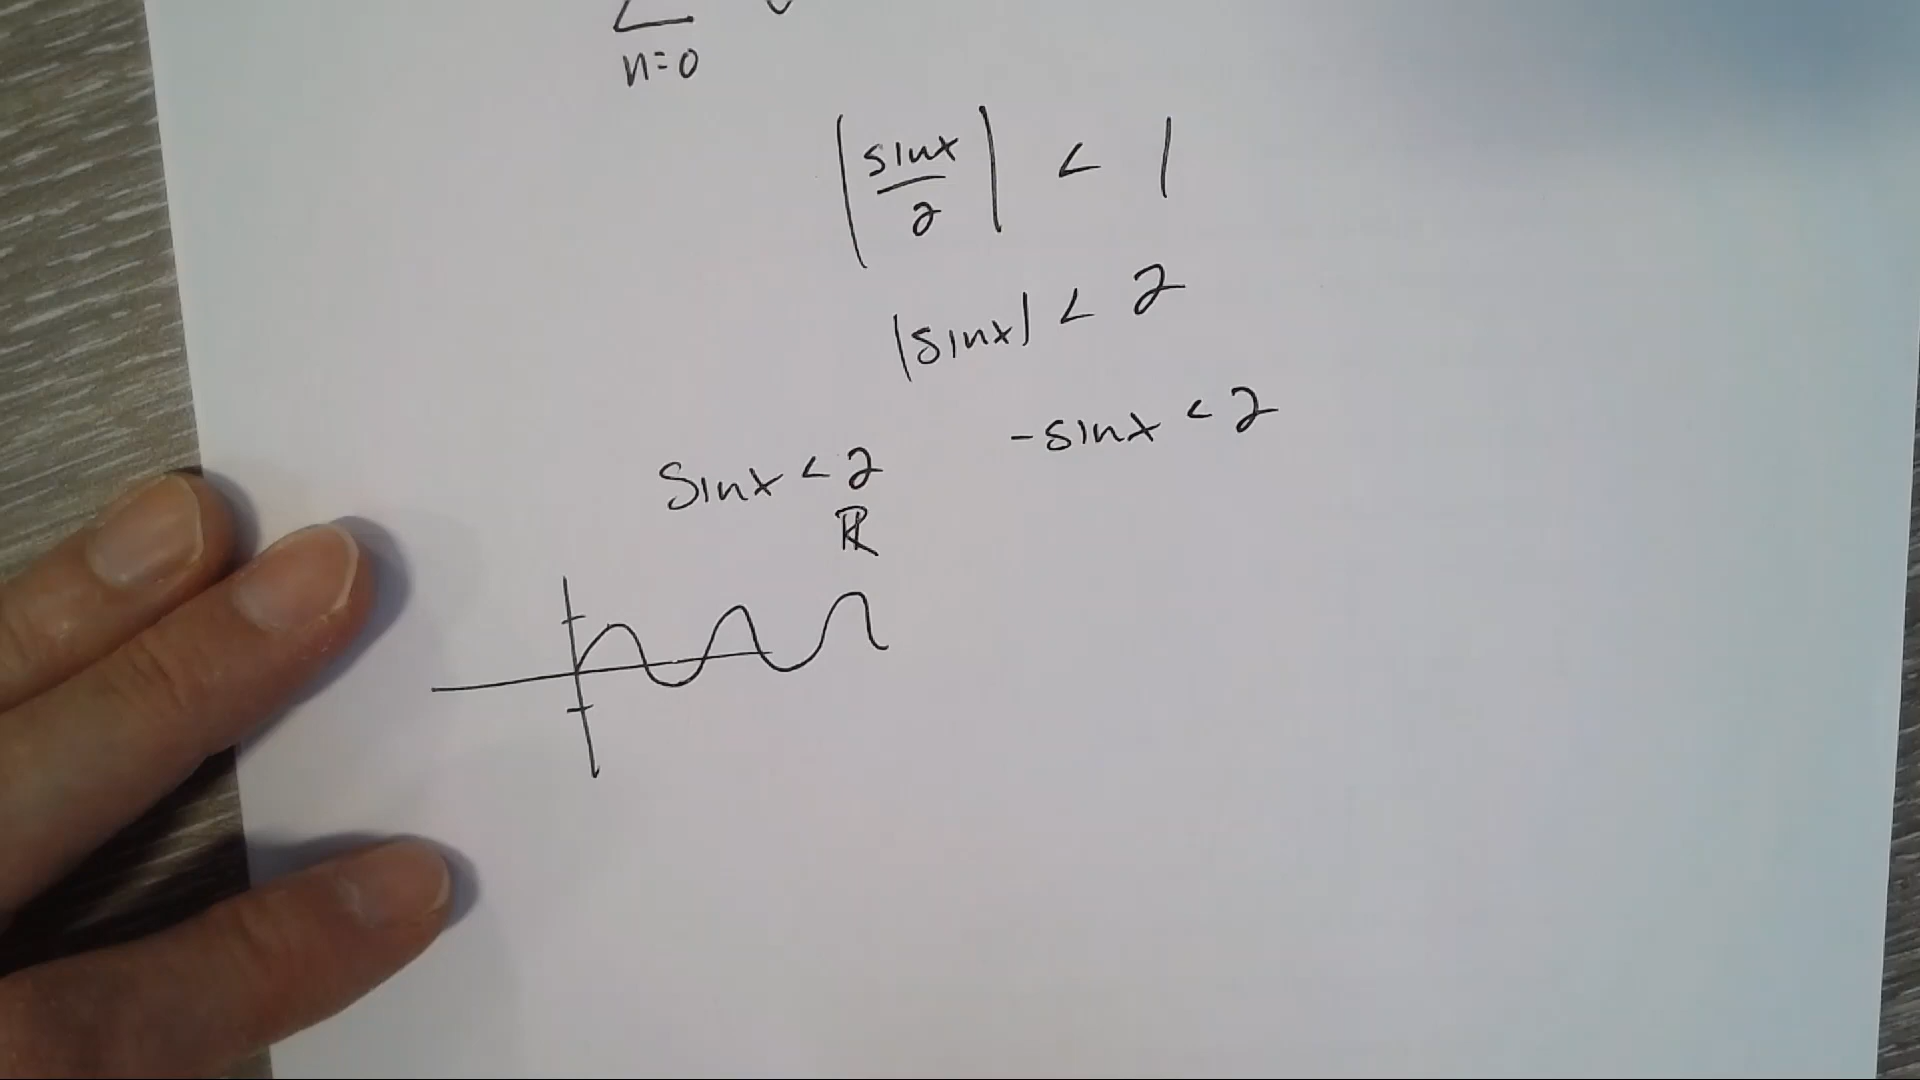 n=0
|sinx/2| < 1
|sinx| < 2
-sinx < 2
Sinx < 2
ℝ